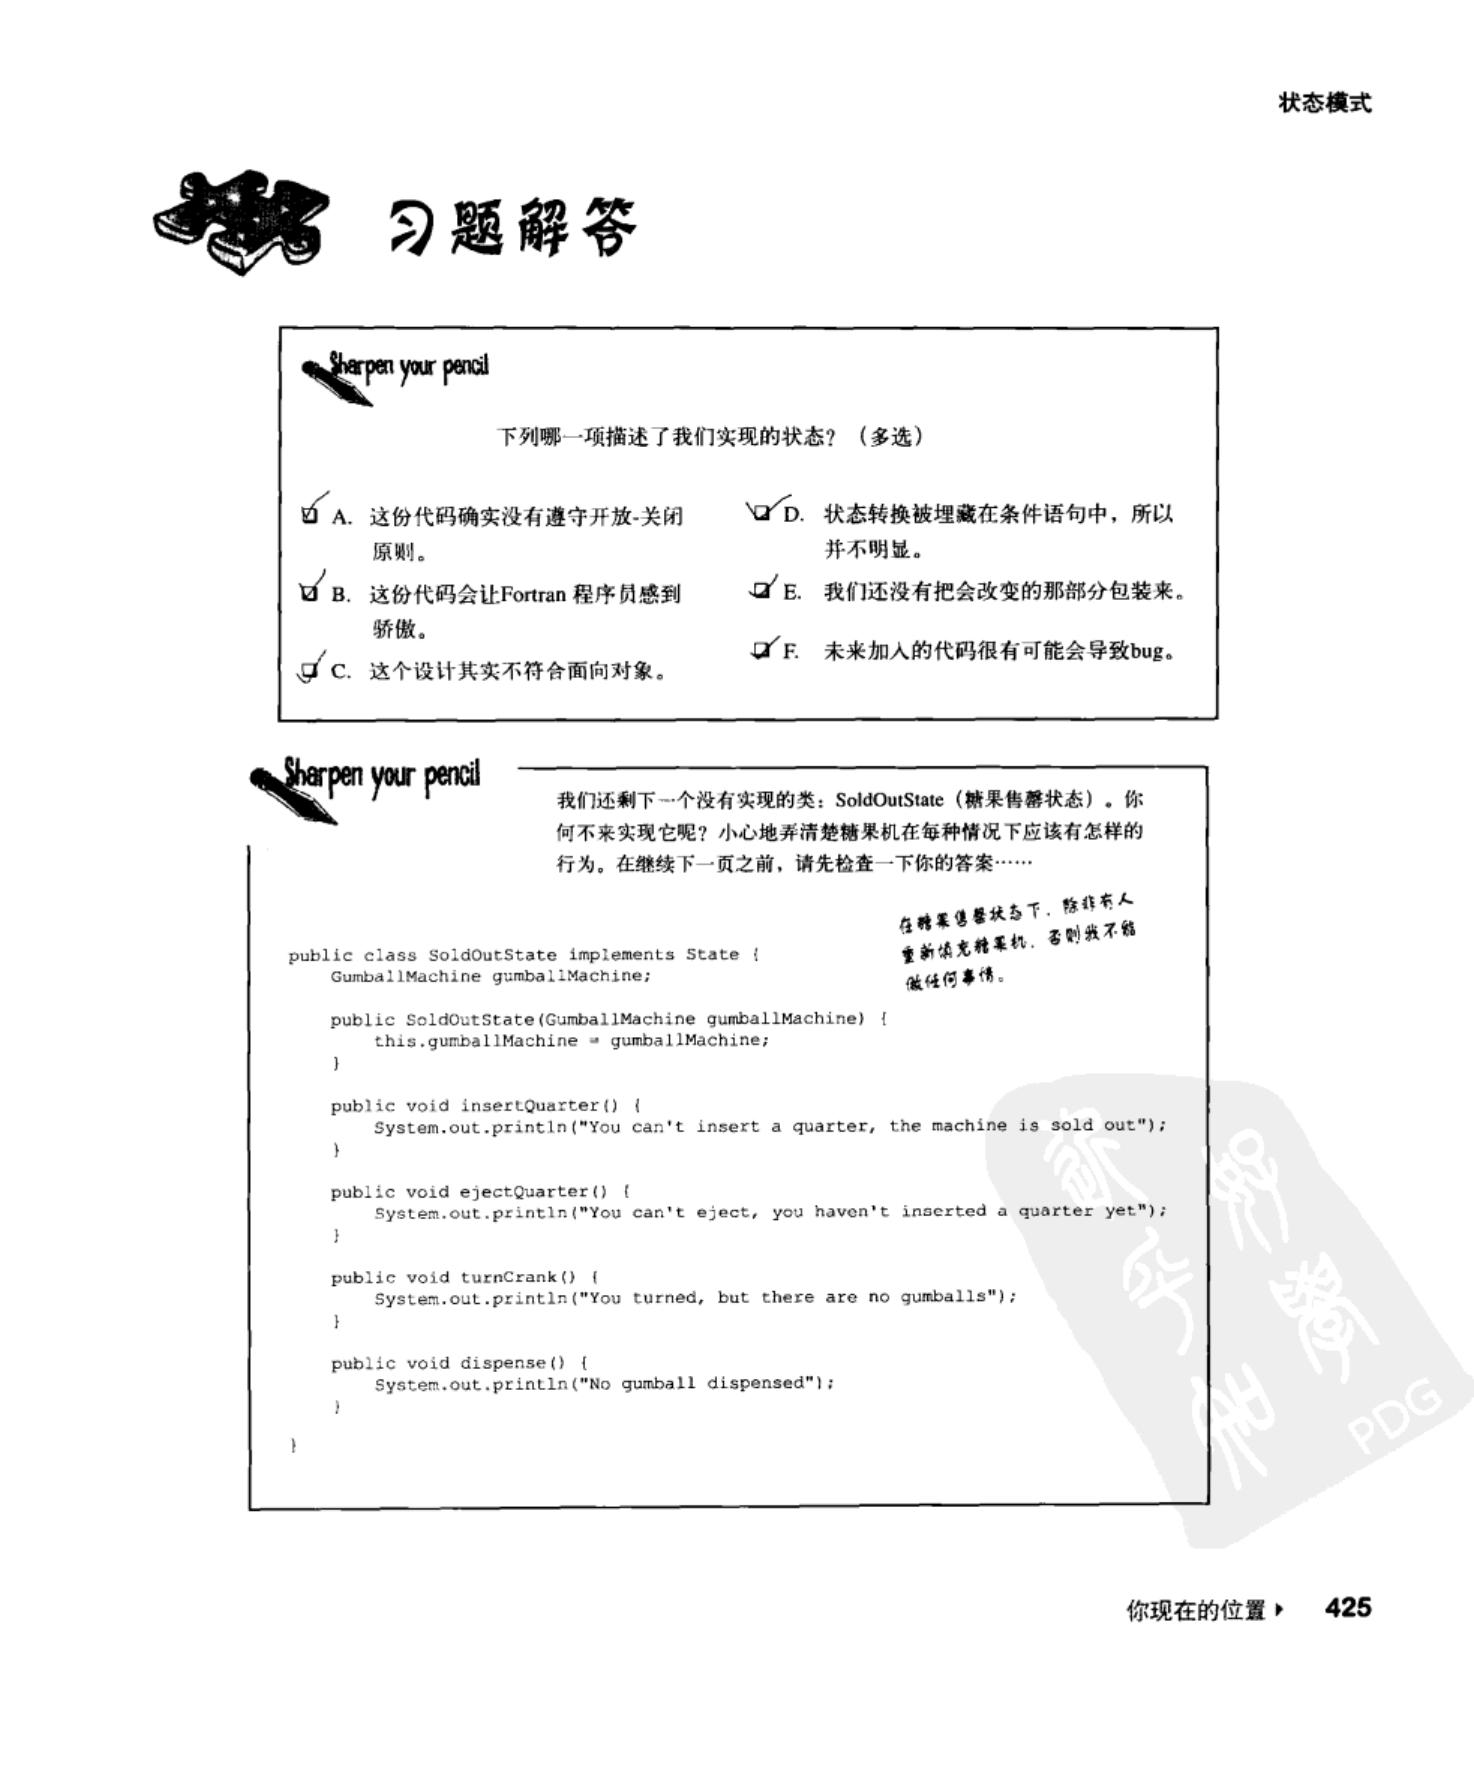 状态模式
习题解答
Sharpen your pencil
下列哪一项描述了我们实现的状态？（多选）
A. 这份代码确实没有遵守开放-关闭
原则。
B. 这份代码会让Fortran 程序员感到
骄傲。
C. 这个设计其实不符合面向对象。
D. 状态转换被埋藏在条件语句中，所以
并不明显。
E. 我们还没有把会改变的那部分包装来。
F. 未来加入的代码很有可能会导致bug。
Sharpen your pencil
我们还剩下一个没有实现的类：SoldOutState（糖果售罄状态）。你
何不来实现它呢？小心地弄清楚糖果机在每种情况下应该有怎样的
行为。在继续下一页之前，请先检查一下你的答案……
在糖果售罄状态下，除非有人
重新填充糖果机，否则我不能
做任何事情。
public class SoldOutState implements State {
GumballMachine gumballMachine;
public SoldOutState(GumballMachine gumballMachine) {
this.gumballMachine = gumballMachine;
}
public void insertQuarter() {
System.out.println("You can't insert a quarter, the machine is sold out");
}
public void ejectQuarter() {
System.out.println("You can't eject, you haven't inserted a quarter yet");
}
public void turnCrank() {
System.out.println("You turned, but there are no gumballs");
}
public void dispense() {
System.out.println("No gumball dispensed");
}
}
PDG
你现在的位置 425